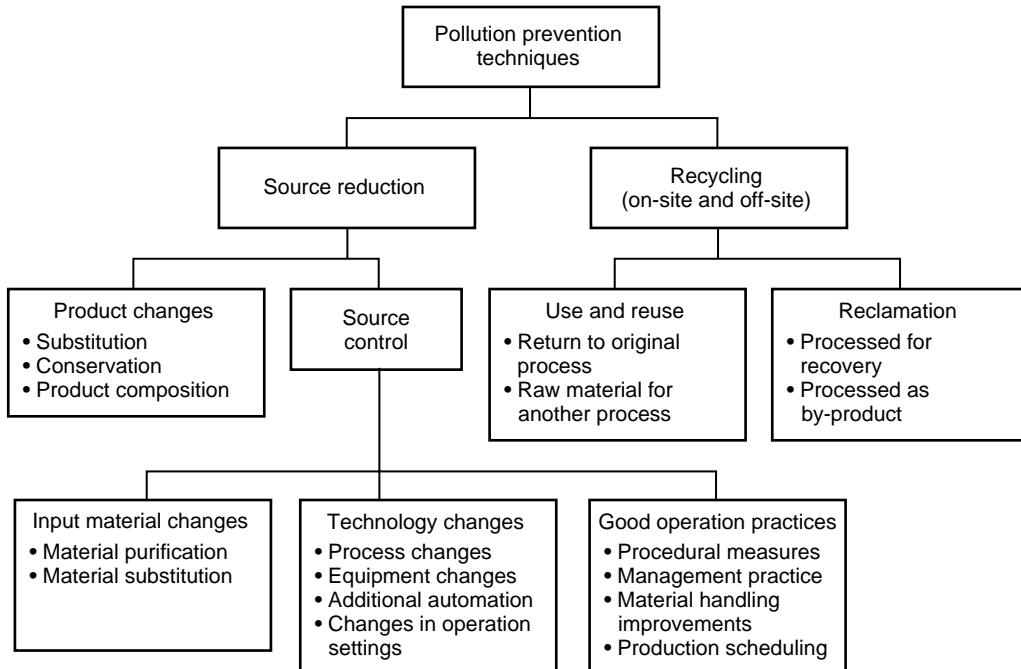 Pollution prevention
techniques
Source reduction
Recycling
(on-site and off-site)
Product changes
• Substitution
• Conservation
• Product composition
Source
control
Use and reuse
• Return to original
process
• Raw material for
another process
Reclamation
• Processed for
recovery
• Processed as
by-product
Input material changes
• Material purification
• Material substitution
Technology changes
• Process changes
• Equipment changes
• Additional automation
• Changes in operation
settings
Good operation practices
• Procedural measures
• Management practice
• Material handling
improvements
• Production scheduling